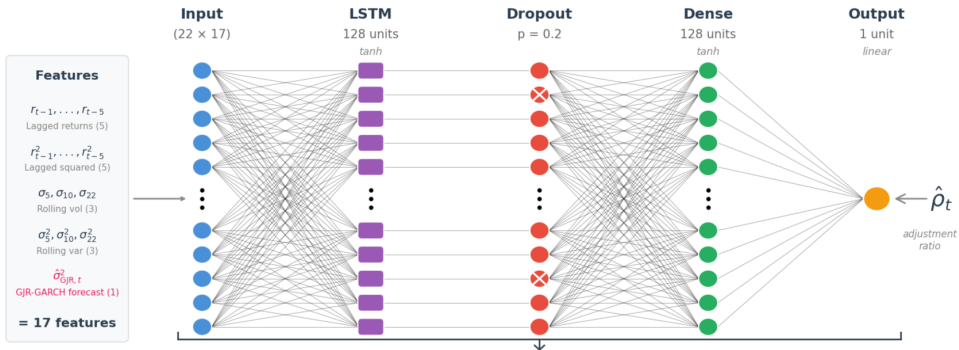 Input
LSTM
Dropout
Dense
Output
(22 × 17)
128 units
p = 0.2
128 units
1 unit
tanh
tanh
linear
Features
r_{t−1}, . . . , r_{t−5}
Lagged returns (5)
r²_{t−1}, . . . , r²_{t−5}
Lagged squared (5)
σ₅, σ₁₀, σ₂₂
Rolling vol (3)
σ²₅, σ²₁₀, σ²₂₂
Rolling var (3)
σ̂²_{GJR, t}
GJR-GARCH forecast (1)
= 17 features
ρ̂_t
adjustment
ratio